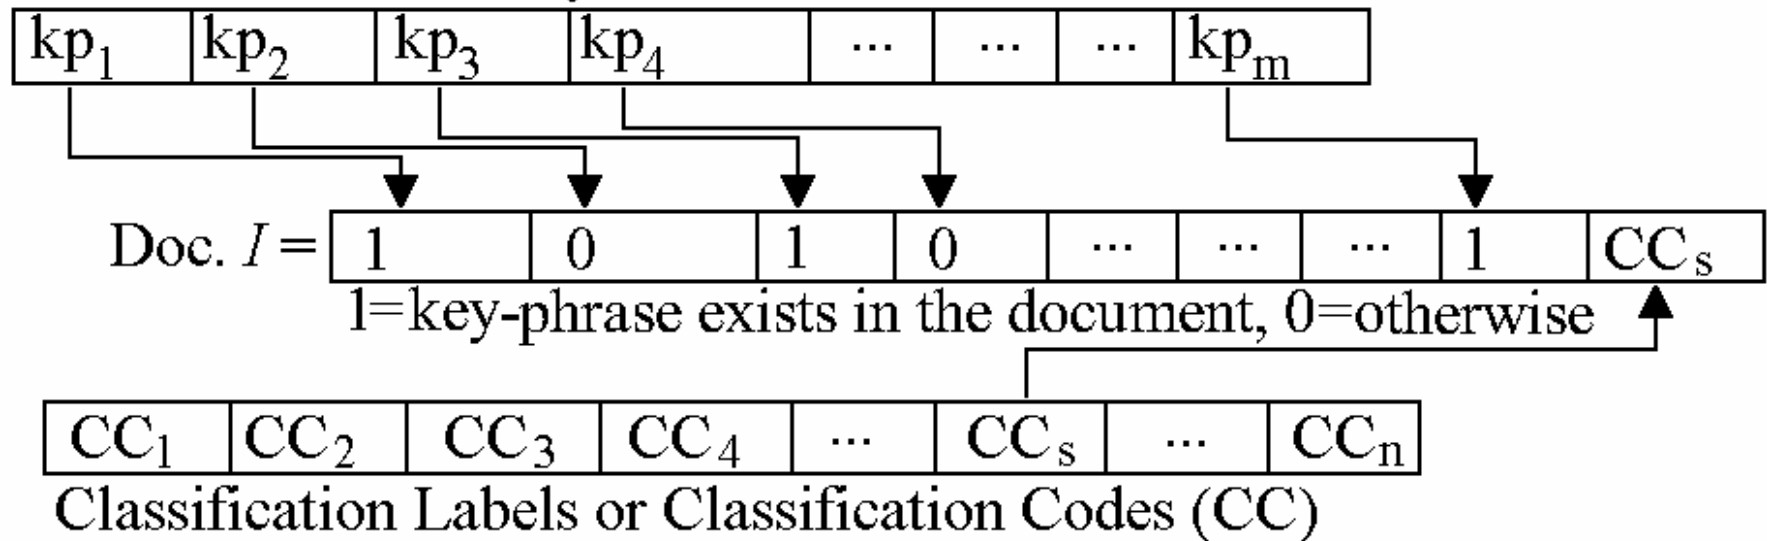 kp1 kp2 kp3 kp4 ... ... ... kpm
Doc. I = 1 0 1 0 ... ... ... 1 CCs
1=key-phrase exists in the document, 0=otherwise
CC1 CC2 CC3 CC4 ... CCs ... CCn
Classification Labels or Classification Codes (CC)